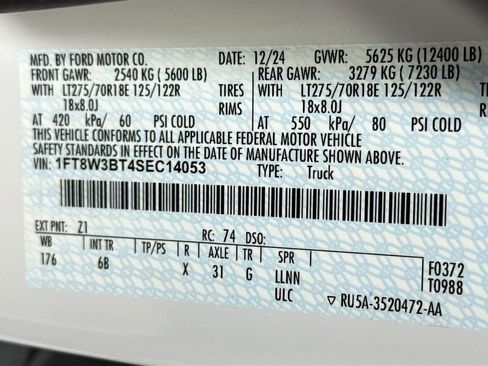 MFD. BY FORD MOTOR CO. DATE: 12/24 GVWR: 5625 KG (12400 LB)
FRONT GAWR: 2540 KG ( 5600 LB) REAR GAWR: 3279 KG ( 7230 LB)
WITH LT275/70R18E 125/122R TIRES WITH LT275/70R18E 125/122R TIRES
18x8.0J RIMS 18x8.0J RIMS
AT 420 kPa/ 60 PSI COLD AT 550 kPa/ 80 PSI COLD
THIS VEHICLE CONFORMS TO ALL APPLICABLE FEDERAL MOTOR VEHICLE
SAFETY STANDARDS IN EFFECT ON THE DATE OF MANUFACTURE SHOWN ABOVE.
VIN: 1FT8W3BT4SEC14053 TYPE: Truck
EXT PNT: Z1 RC: 74 DSO:
WB INT TR TP/PS R AXLE TR SPR
176 6B X 31 G LLNN F0372
ULC T0988
▽ RU5A-3520472-AA